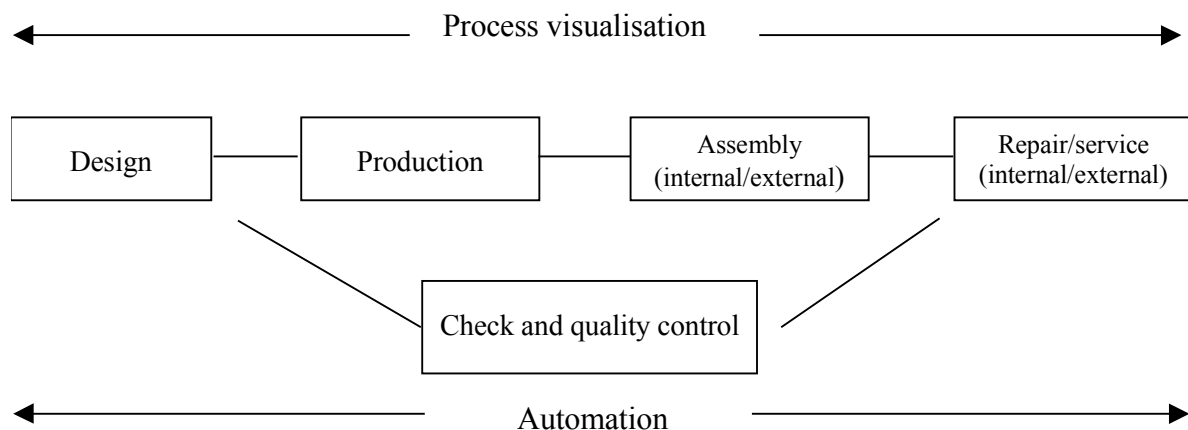 Process visualisation
Design
Production
Assembly
(internal/external)
Repair/service
(internal/external)
Check and quality control
Automation